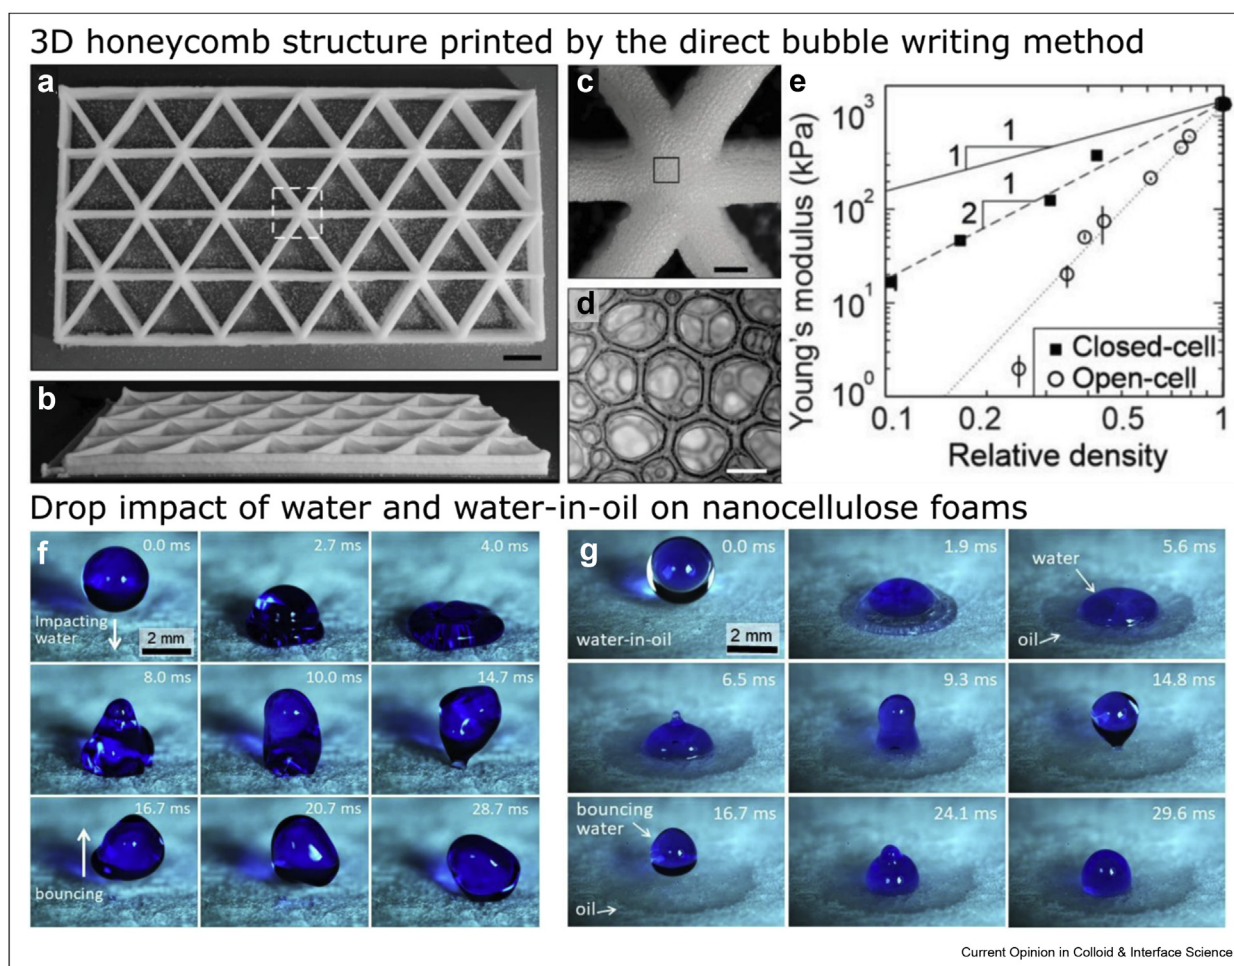 3D honeycomb structure printed by the direct bubble writing method
a
b
c
d
e
Young's modulus (kPa)
10³
10²
10¹
10⁰
1
1
1
2
Closed-cell
Open-cell
0.1
0.2
0.5
1
Relative density
Drop impact of water and water-in-oil on nanocellulose foams
f
0.0 ms
Impacting
water
2 mm
2.7 ms
4.0 ms
8.0 ms
10.0 ms
14.7 ms
16.7 ms
bouncing
20.7 ms
28.7 ms
g
0.0 ms
water-in-oil
2 mm
1.9 ms
5.6 ms
water
oil
6.5 ms
9.3 ms
14.8 ms
bouncing
water
16.7 ms
oil
24.1 ms
29.6 ms
Current Opinion in Colloid & Interface Science